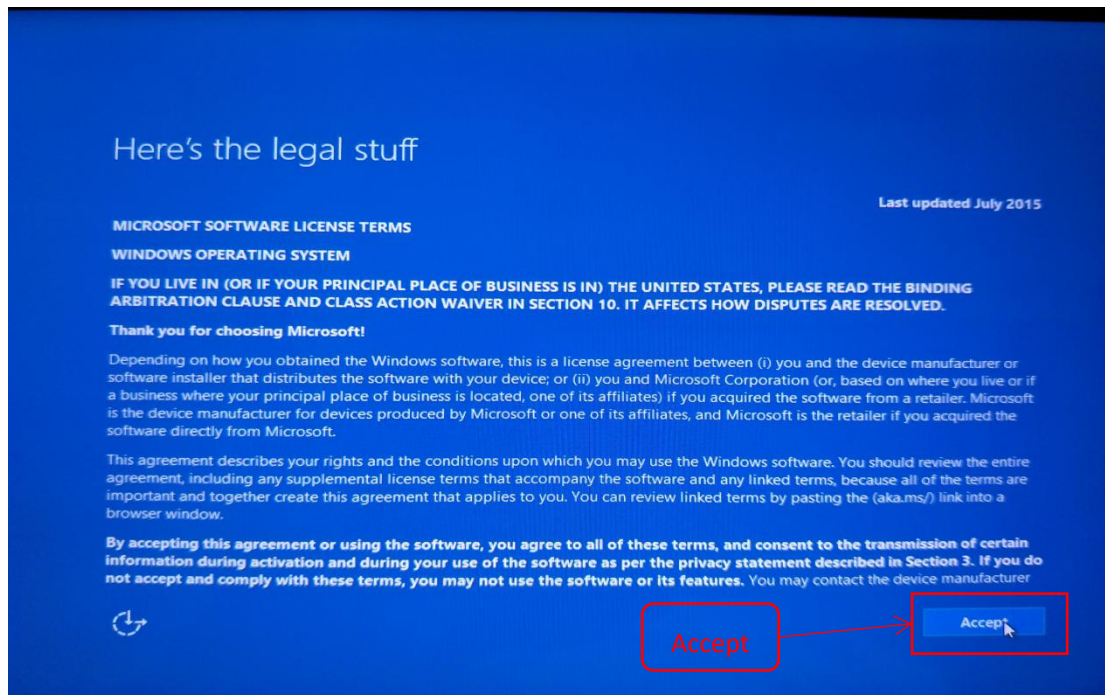 Here's the legal stuff
Last updated July 2015
MICROSOFT SOFTWARE LICENSE TERMS
WINDOWS OPERATING SYSTEM
IF YOU LIVE IN (OR IF YOUR PRINCIPAL PLACE OF BUSINESS IS IN) THE UNITED STATES, PLEASE READ THE BINDING
ARBITRATION CLAUSE AND CLASS ACTION WAIVER IN SECTION 10. IT AFFECTS HOW DISPUTES ARE RESOLVED.
Thank you for choosing Microsoft!
Depending on how you obtained the Windows software, this is a license agreement between (i) you and the device manufacturer or
software installer that distributes the software with your device; or (ii) you and Microsoft Corporation (or, based on where you live or if
a business where your principal place of business is located, one of its affiliates) if you acquired the software from a retailer. Microsoft
is the device manufacturer for devices produced by Microsoft or one of its affiliates, and Microsoft is the retailer if you acquired the
software directly from Microsoft.
This agreement describes your rights and the conditions upon which you may use the Windows software. You should review the entire
agreement, including any supplemental license terms that accompany the software and any linked terms, because all of the terms are
important and together create this agreement that applies to you. You can review linked terms by pasting the (aka.ms/) link into a
browser window.
By accepting this agreement or using the software, you agree to all of these terms, and consent to the transmission of certain
information during activation and during your use of the software as per the privacy statement described in Section 3. If you do
not accept and comply with these terms, you may not use the software or its features. You may contact the device manufacturer
Accept
Accept